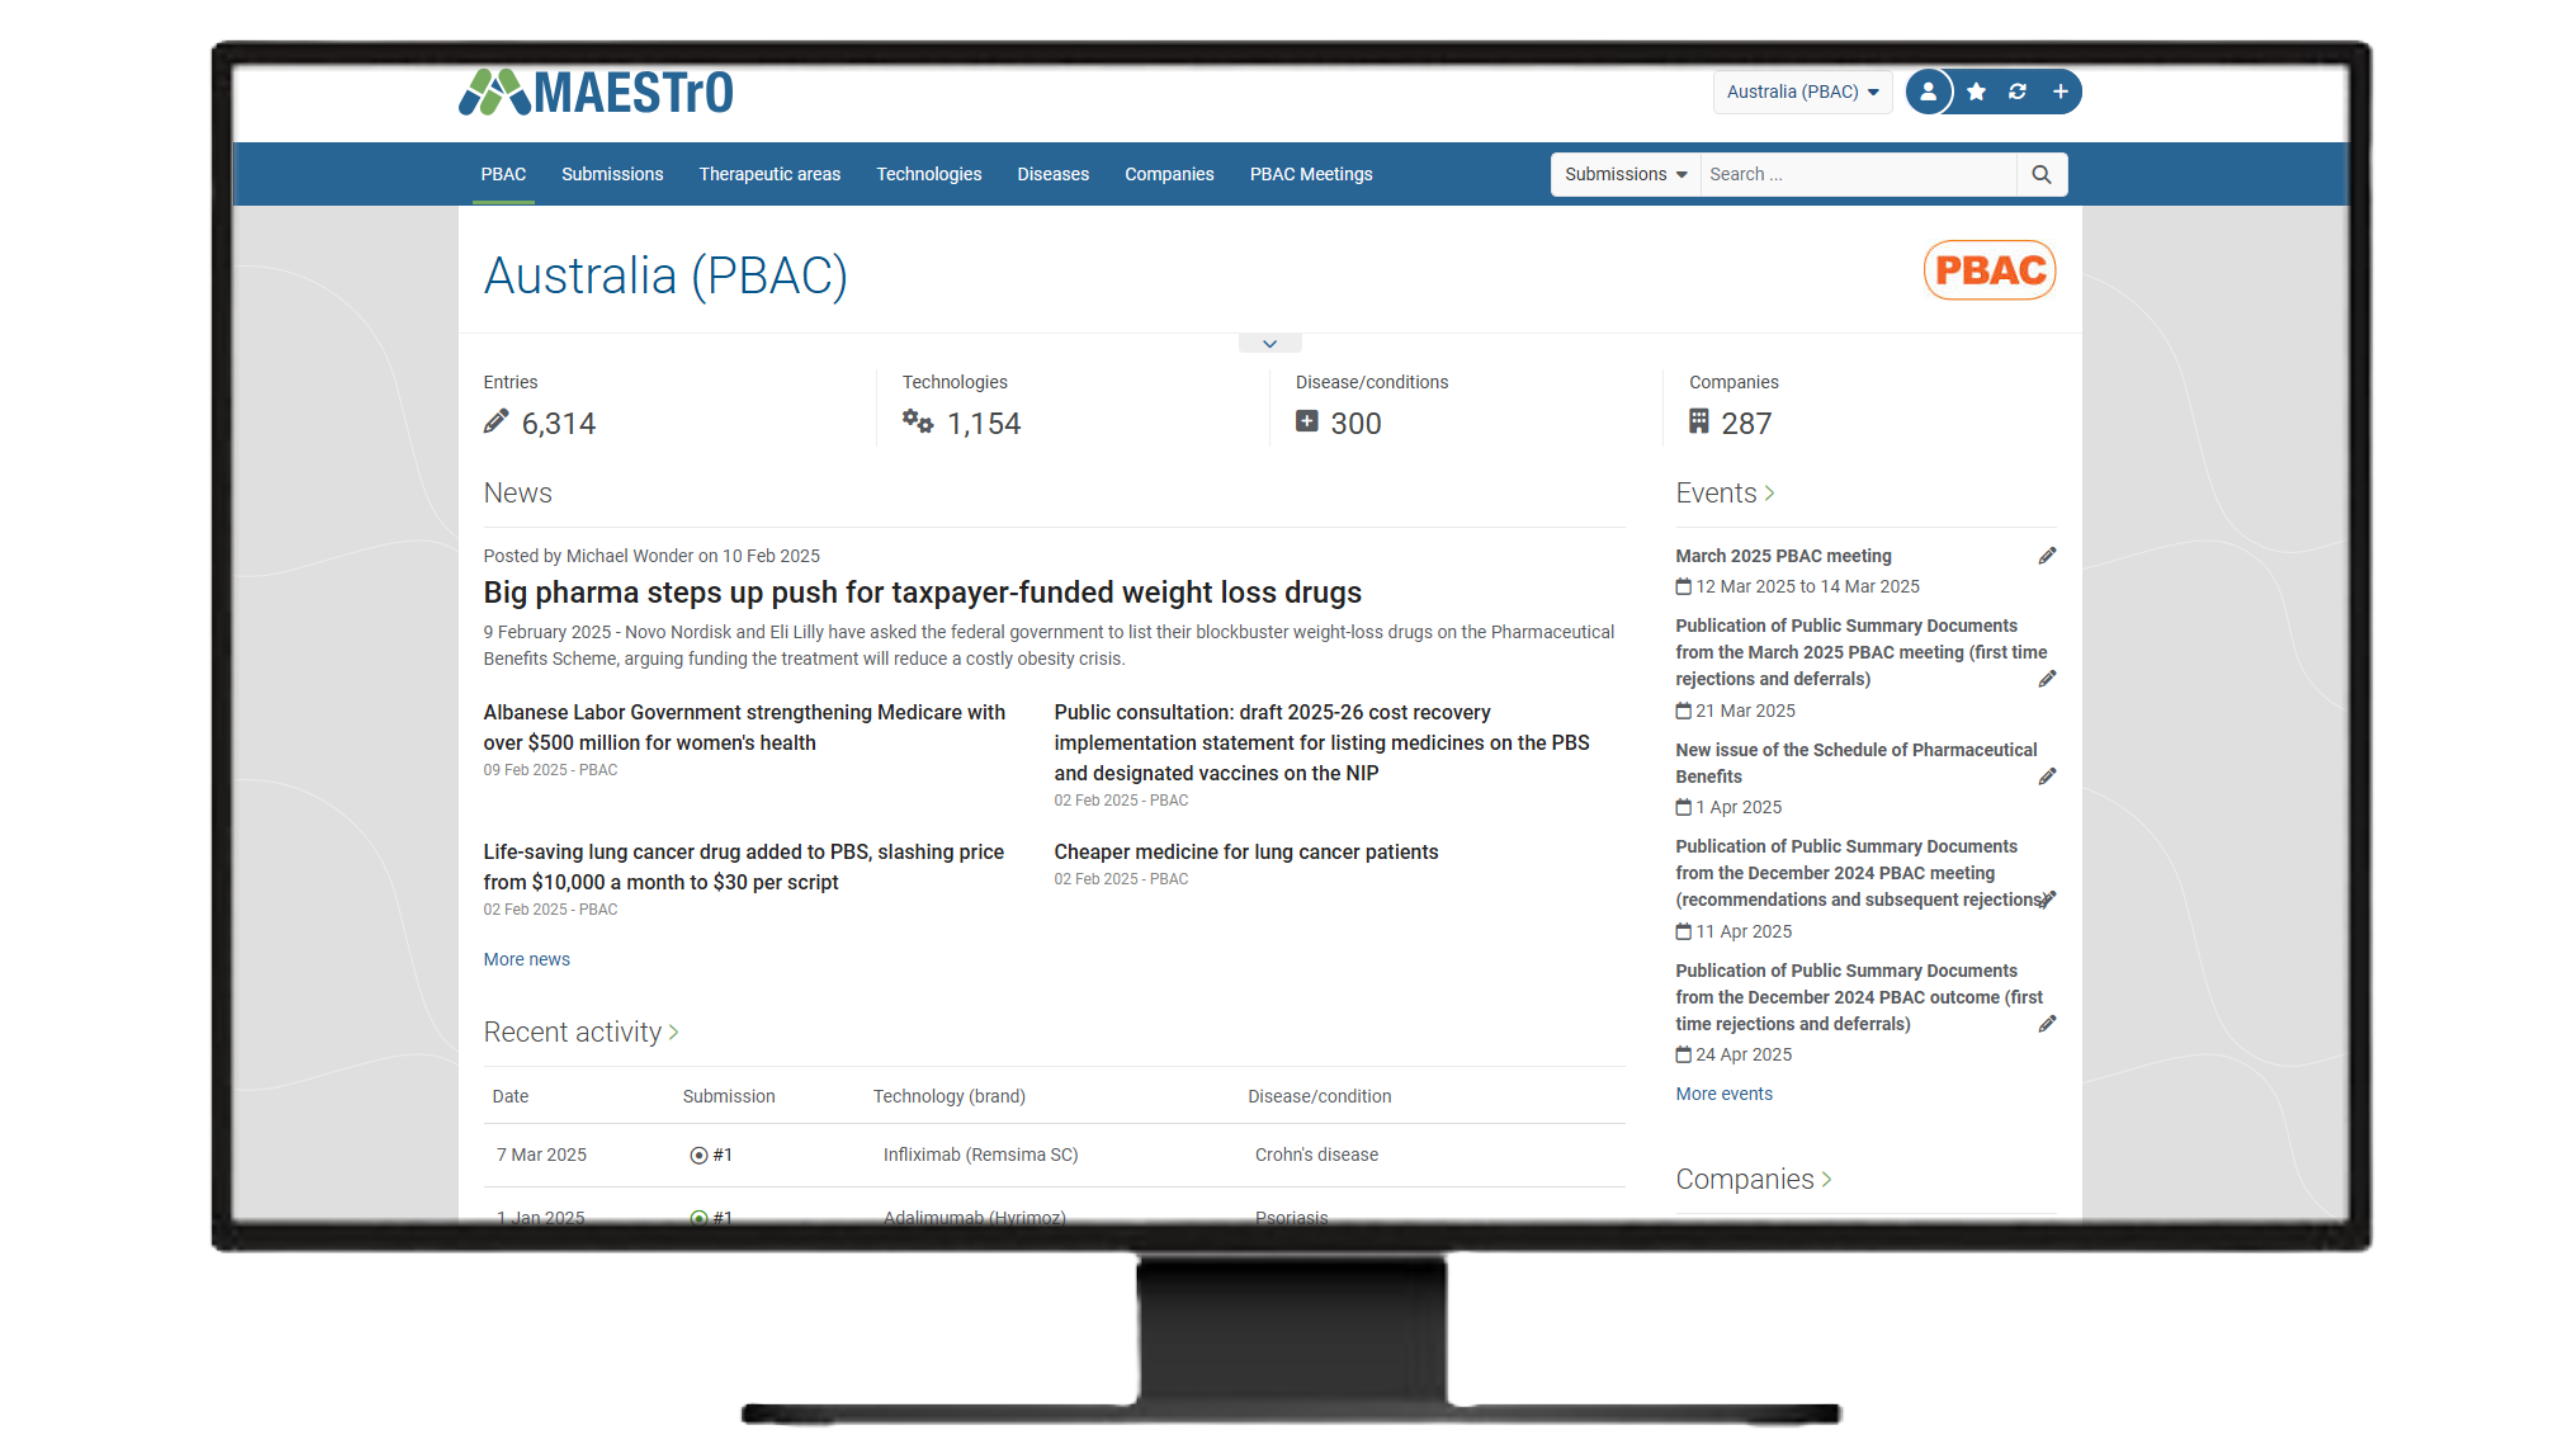 MAESTrO
Australia (PBAC)
PBAC Submissions Therapeutic areas Technologies Diseases Companies PBAC Meetings Submissions Search ...
Australia (PBAC)
PBAC
Entries
6,314
Technologies
1,154
Disease/conditions
300
Companies
287
News
Posted by Michael Wonder on 10 Feb 2025
Big pharma steps up push for taxpayer-funded weight loss drugs
9 February 2025 - Novo Nordisk and Eli Lilly have asked the federal government to list their blockbuster weight-loss drugs on the Pharmaceutical
Benefits Scheme, arguing funding the treatment will reduce a costly obesity crisis.
Albanese Labor Government strengthening Medicare with
over $500 million for women's health
09 Feb 2025 - PBAC
Public consultation: draft 2025-26 cost recovery
implementation statement for listing medicines on the PBS
and designated vaccines on the NIP
02 Feb 2025 - PBAC
Life-saving lung cancer drug added to PBS, slashing price
from $10,000 a month to $30 per script
02 Feb 2025 - PBAC
Cheaper medicine for lung cancer patients
02 Feb 2025 - PBAC
More news
Recent activity
Date Submission Technology (brand) Disease/condition
7 Mar 2025 #1 Infliximab (Remsima SC) Crohn's disease
1 Jan 2025 #1 Adalimumab (Hyrimoz) Psoriasis
Events
March 2025 PBAC meeting
12 Mar 2025 to 14 Mar 2025
Publication of Public Summary Documents
from the March 2025 PBAC meeting (first time
rejections and deferrals)
21 Mar 2025
New issue of the Schedule of Pharmaceutical
Benefits
1 Apr 2025
Publication of Public Summary Documents
from the December 2024 PBAC meeting
(recommendations and subsequent rejections)
11 Apr 2025
Publication of Public Summary Documents
from the December 2024 PBAC outcome (first
time rejections and deferrals)
24 Apr 2025
More events
Companies